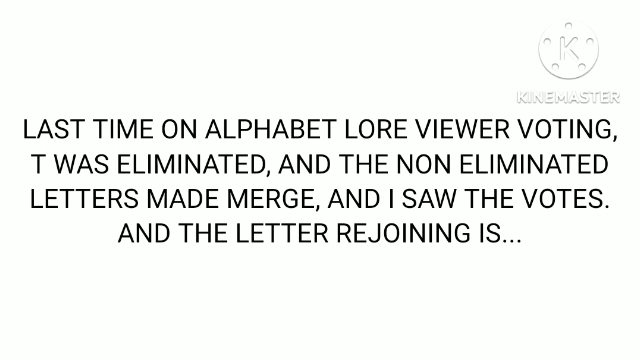 K
KINEMASTER
LAST TIME ON ALPHABET LORE VIEWER VOTING,
T WAS ELIMINATED, AND THE NON ELIMINATED
LETTERS MADE MERGE, AND I SAW THE VOTES.
AND THE LETTER REJOINING IS...